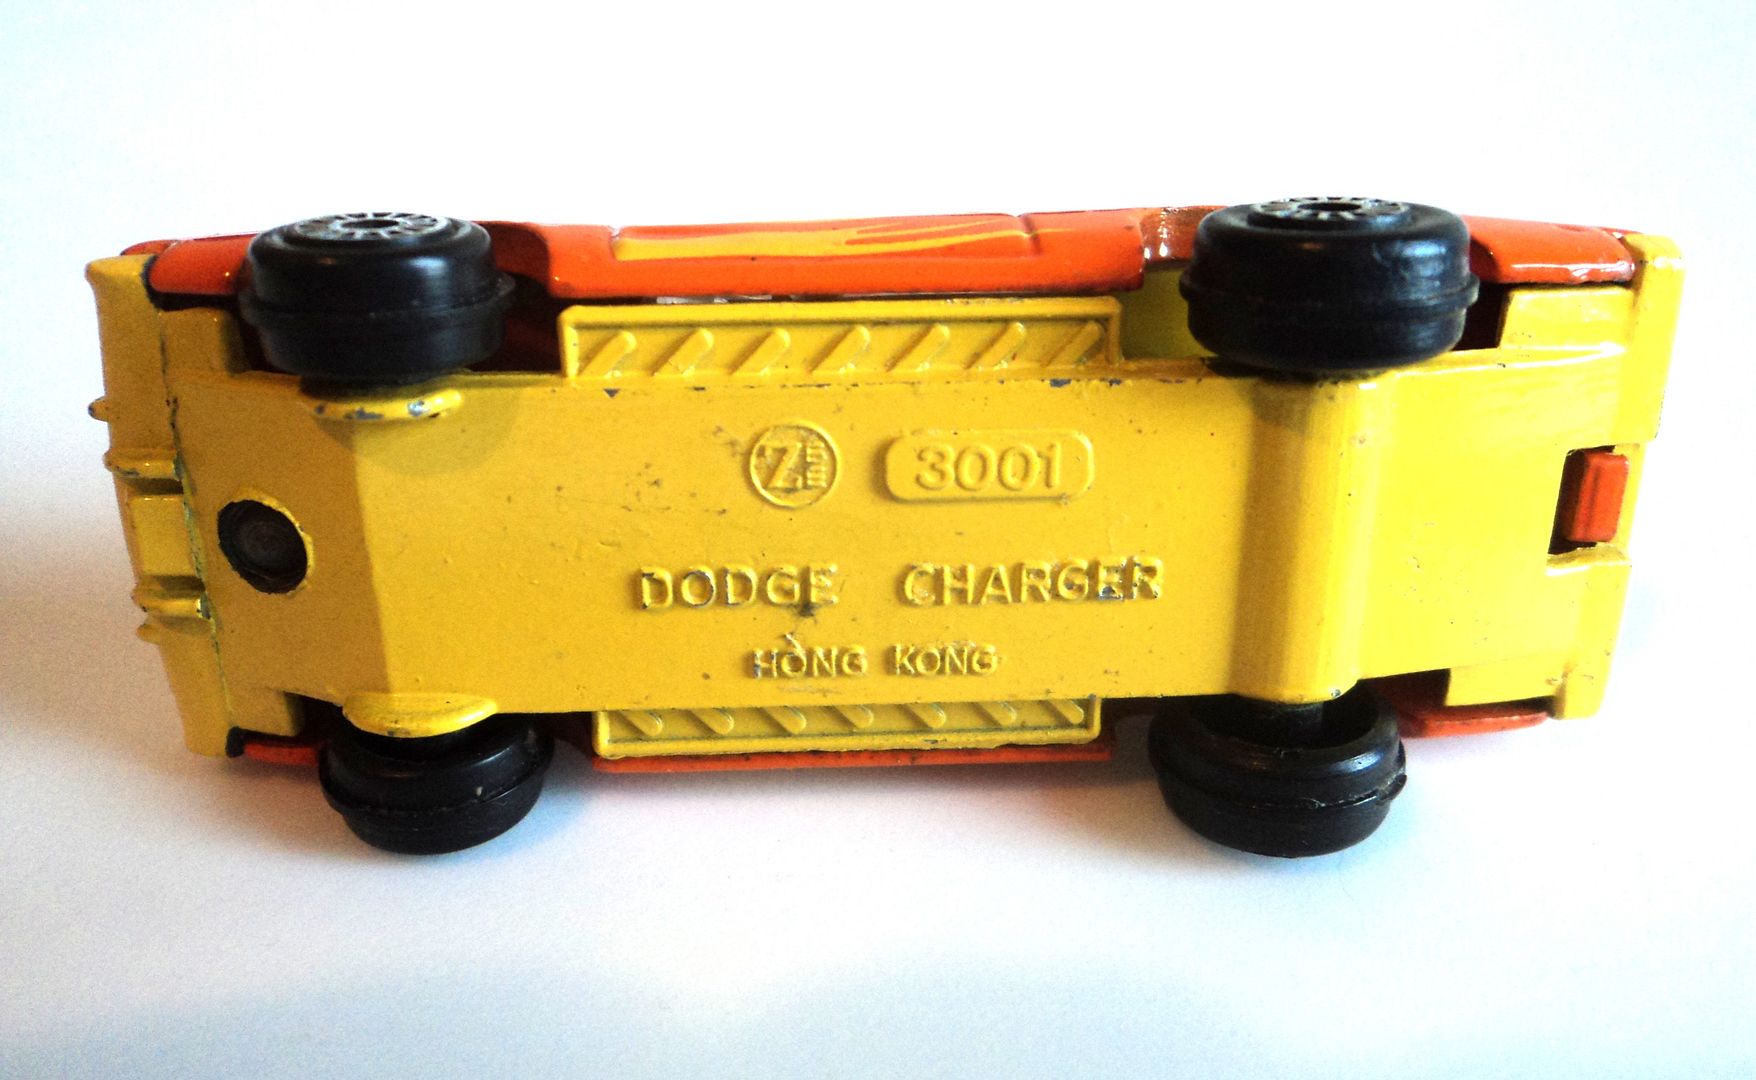 Z 3001
DODGE CHARGER
HONG KONG